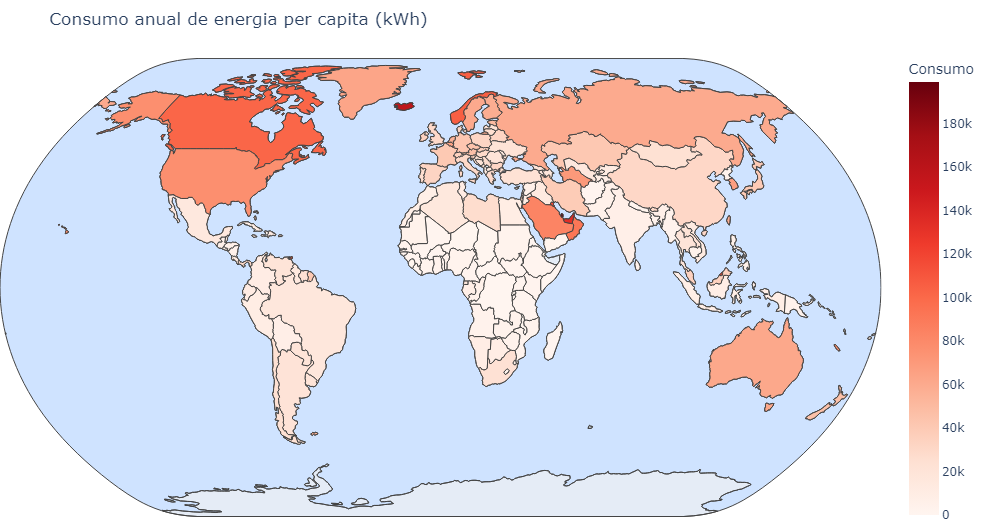 Consumo anual de energia per capita (kWh)
Consumo
180k
160k
140k
120k
100k
80k
60k
40k
20k
0